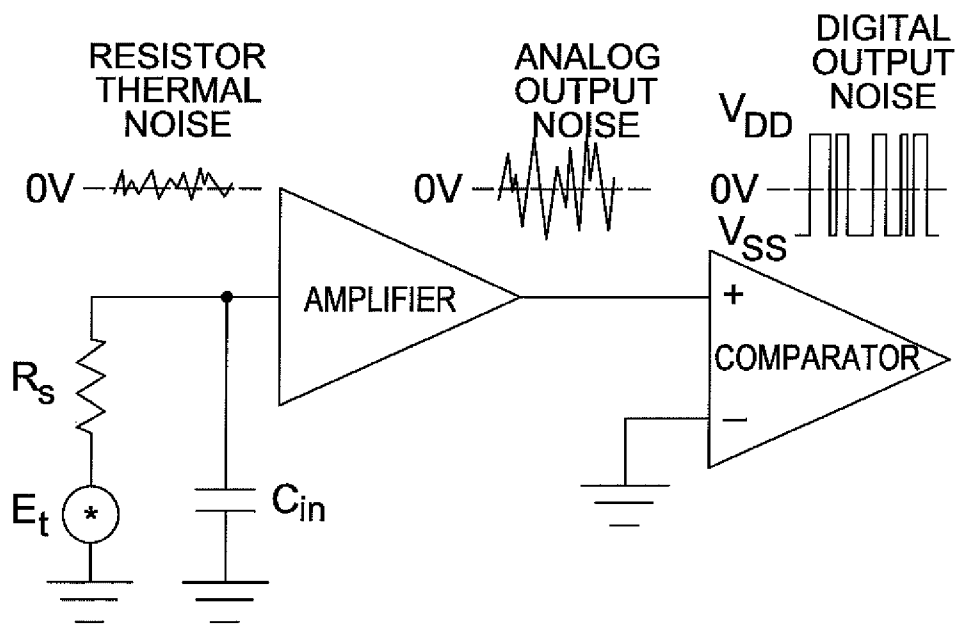 RESISTOR
THERMAL
NOISE
0V
ANALOG
OUTPUT
NOISE
0V
DIGITAL
OUTPUT
NOISE
VDD
0V
VSS
AMPLIFIER
+
COMPARATOR
−
Rs
Et
*
Cin